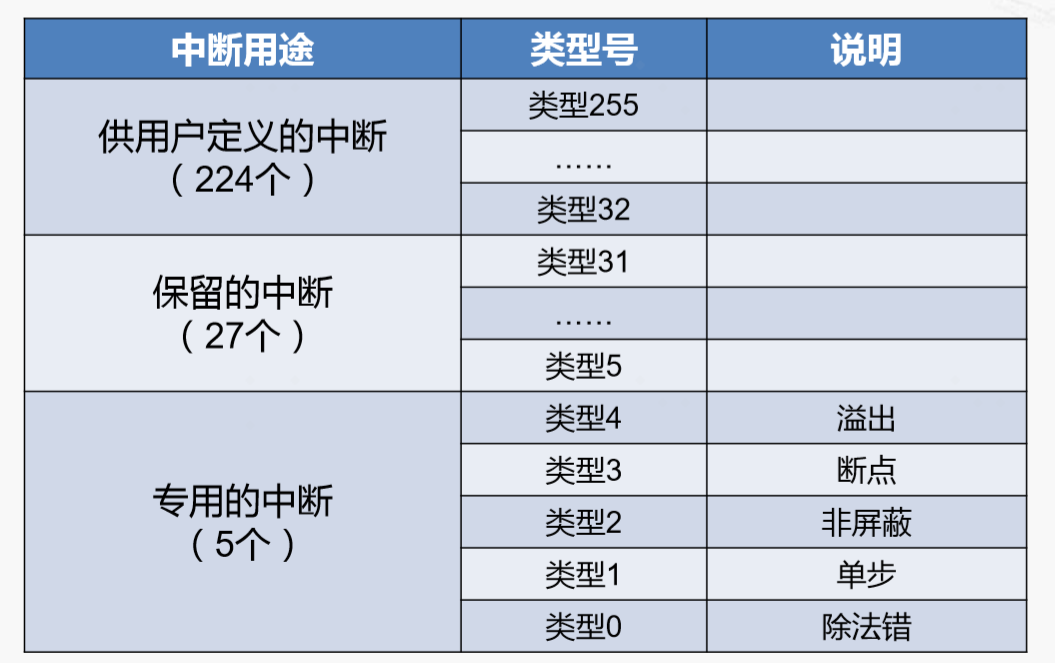 中断用途 类型号 说明
供用户定义的中断
（224个）
类型255
……
类型32
保留的中断
（27个）
类型31
……
类型5
专用的中断
（5个）
类型4 溢出
类型3 断点
类型2 非屏蔽
类型1 单步
类型0 除法错